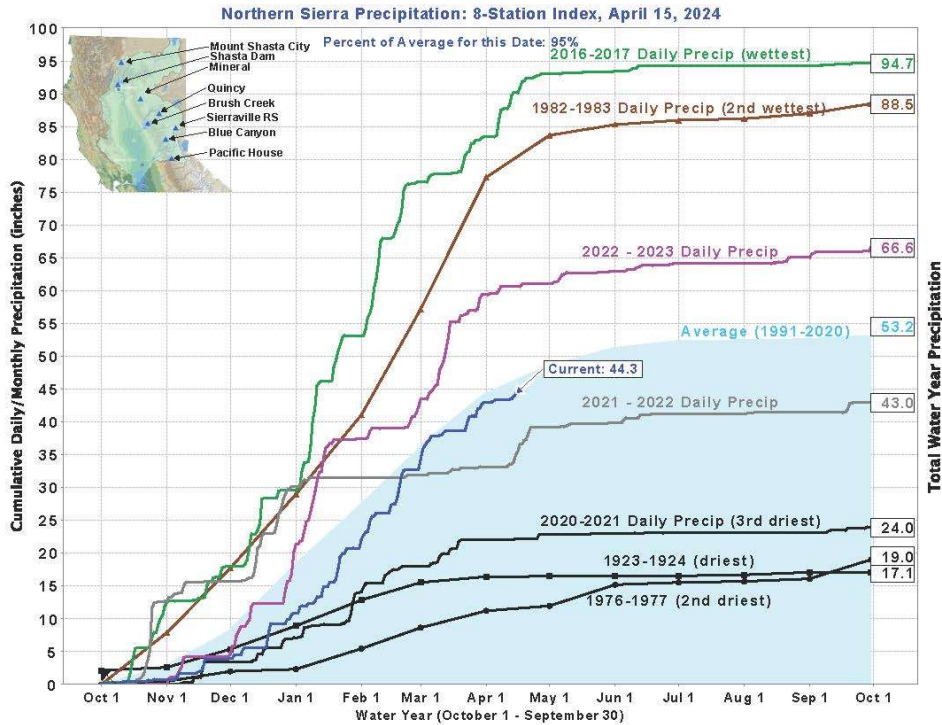 Northern Sierra Precipitation: 8-Station Index, April 15, 2024
Percent of Average for this Date: 95%
Mount Shasta City
Shasta Dam
Mineral
Quincy
Brush Creek
Sierraville RS
Blue Canyon
Pacific House
2016-2017 Daily Precip (wettest)
94.7
1982-1983 Daily Precip (2nd wettest)
88.5
2022 - 2023 Daily Precip
66.6
Average (1991-2020)
53.2
Current: 44.3
2021 - 2022 Daily Precip
43.0
2020-2021 Daily Precip (3rd driest)
24.0
1923-1924 (driest)
19.0
17.1
1976-1977 (2nd driest)
Cumulative Daily/Monthly Precipitation (inches)
100
95
90
85
80
75
70
65
60
55
50
45
40
35
30
25
20
15
10
5
0
Total Water Year Precipitation
Oct 1 Nov 1 Dec 1 Jan 1 Feb 1 Mar 1 Apr 1 May 1 Jun 1 Jul 1 Aug 1 Sep 1 Oct 1
Water Year (October 1 - September 30)